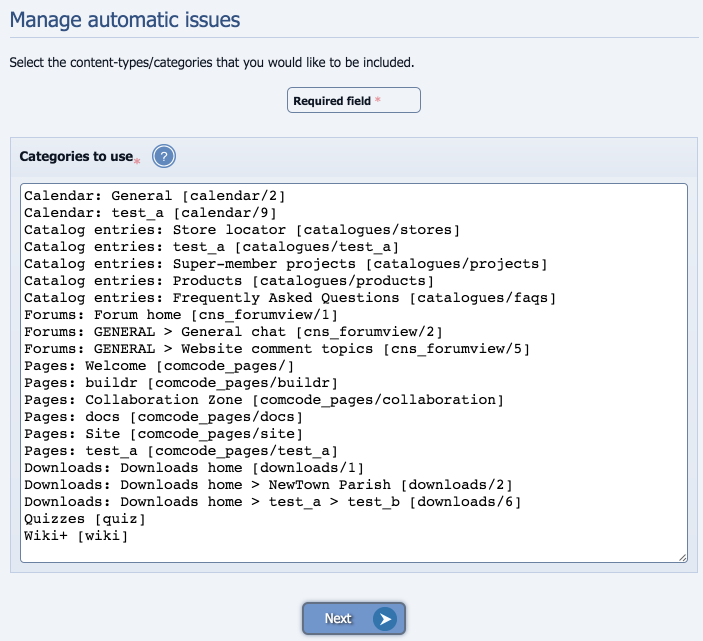 Manage automatic issues
Select the content-types/categories that you would like to be included.
Required field *
Categories to use* ?
Calendar: General [calendar/2]
Calendar: test_a [calendar/9]
Catalog entries: Store locator [catalogues/stores]
Catalog entries: test_a [catalogues/test_a]
Catalog entries: Super-member projects [catalogues/projects]
Catalog entries: Products [catalogues/products]
Catalog entries: Frequently Asked Questions [catalogues/faqs]
Forums: Forum home [cns_forumview/1]
Forums: GENERAL > General chat [cns_forumview/2]
Forums: GENERAL > Website comment topics [cns_forumview/5]
Pages: Welcome [comcode_pages/]
Pages: buildr [comcode_pages/buildr]
Pages: Collaboration Zone [comcode_pages/collaboration]
Pages: docs [comcode_pages/docs]
Pages: Site [comcode_pages/site]
Pages: test_a [comcode_pages/test_a]
Downloads: Downloads home [downloads/1]
Downloads: Downloads home > NewTown Parish [downloads/2]
Downloads: Downloads home > test_a > test_b [downloads/6]
Quizzes [quiz]
Wiki+ [wiki]
Next